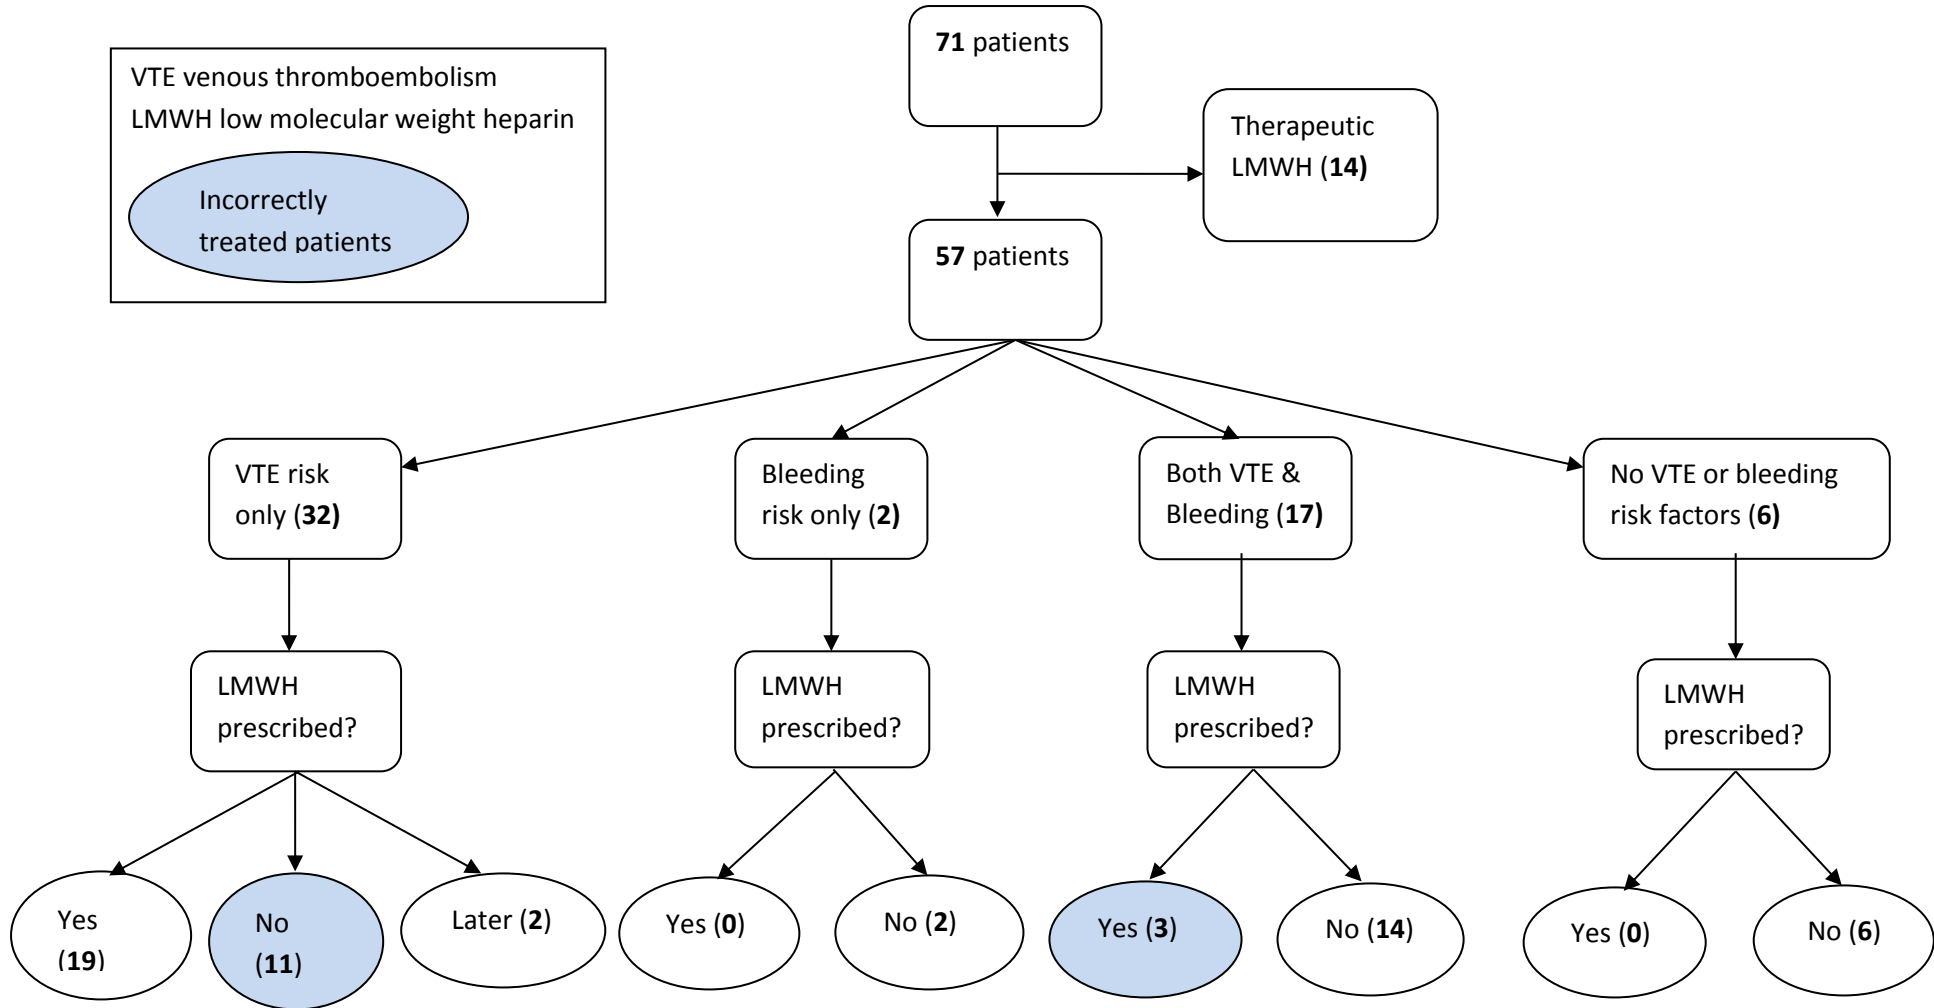 71 patients
VTE venous thromboembolism
LMWH low molecular weight heparin
Incorrectly
treated patients
Therapeutic
LMWH (14)
57 patients
VTE risk
only (32)
Bleeding
risk only (2)
Both VTE &
Bleeding (17)
No VTE or bleeding
risk factors (6)
LMWH
prescribed?
LMWH
prescribed?
LMWH
prescribed?
LMWH
prescribed?
Yes
(19)
No
(11)
Later (2)
Yes (0)
No (2)
Yes (3)
No (14)
Yes (0)
No (6)